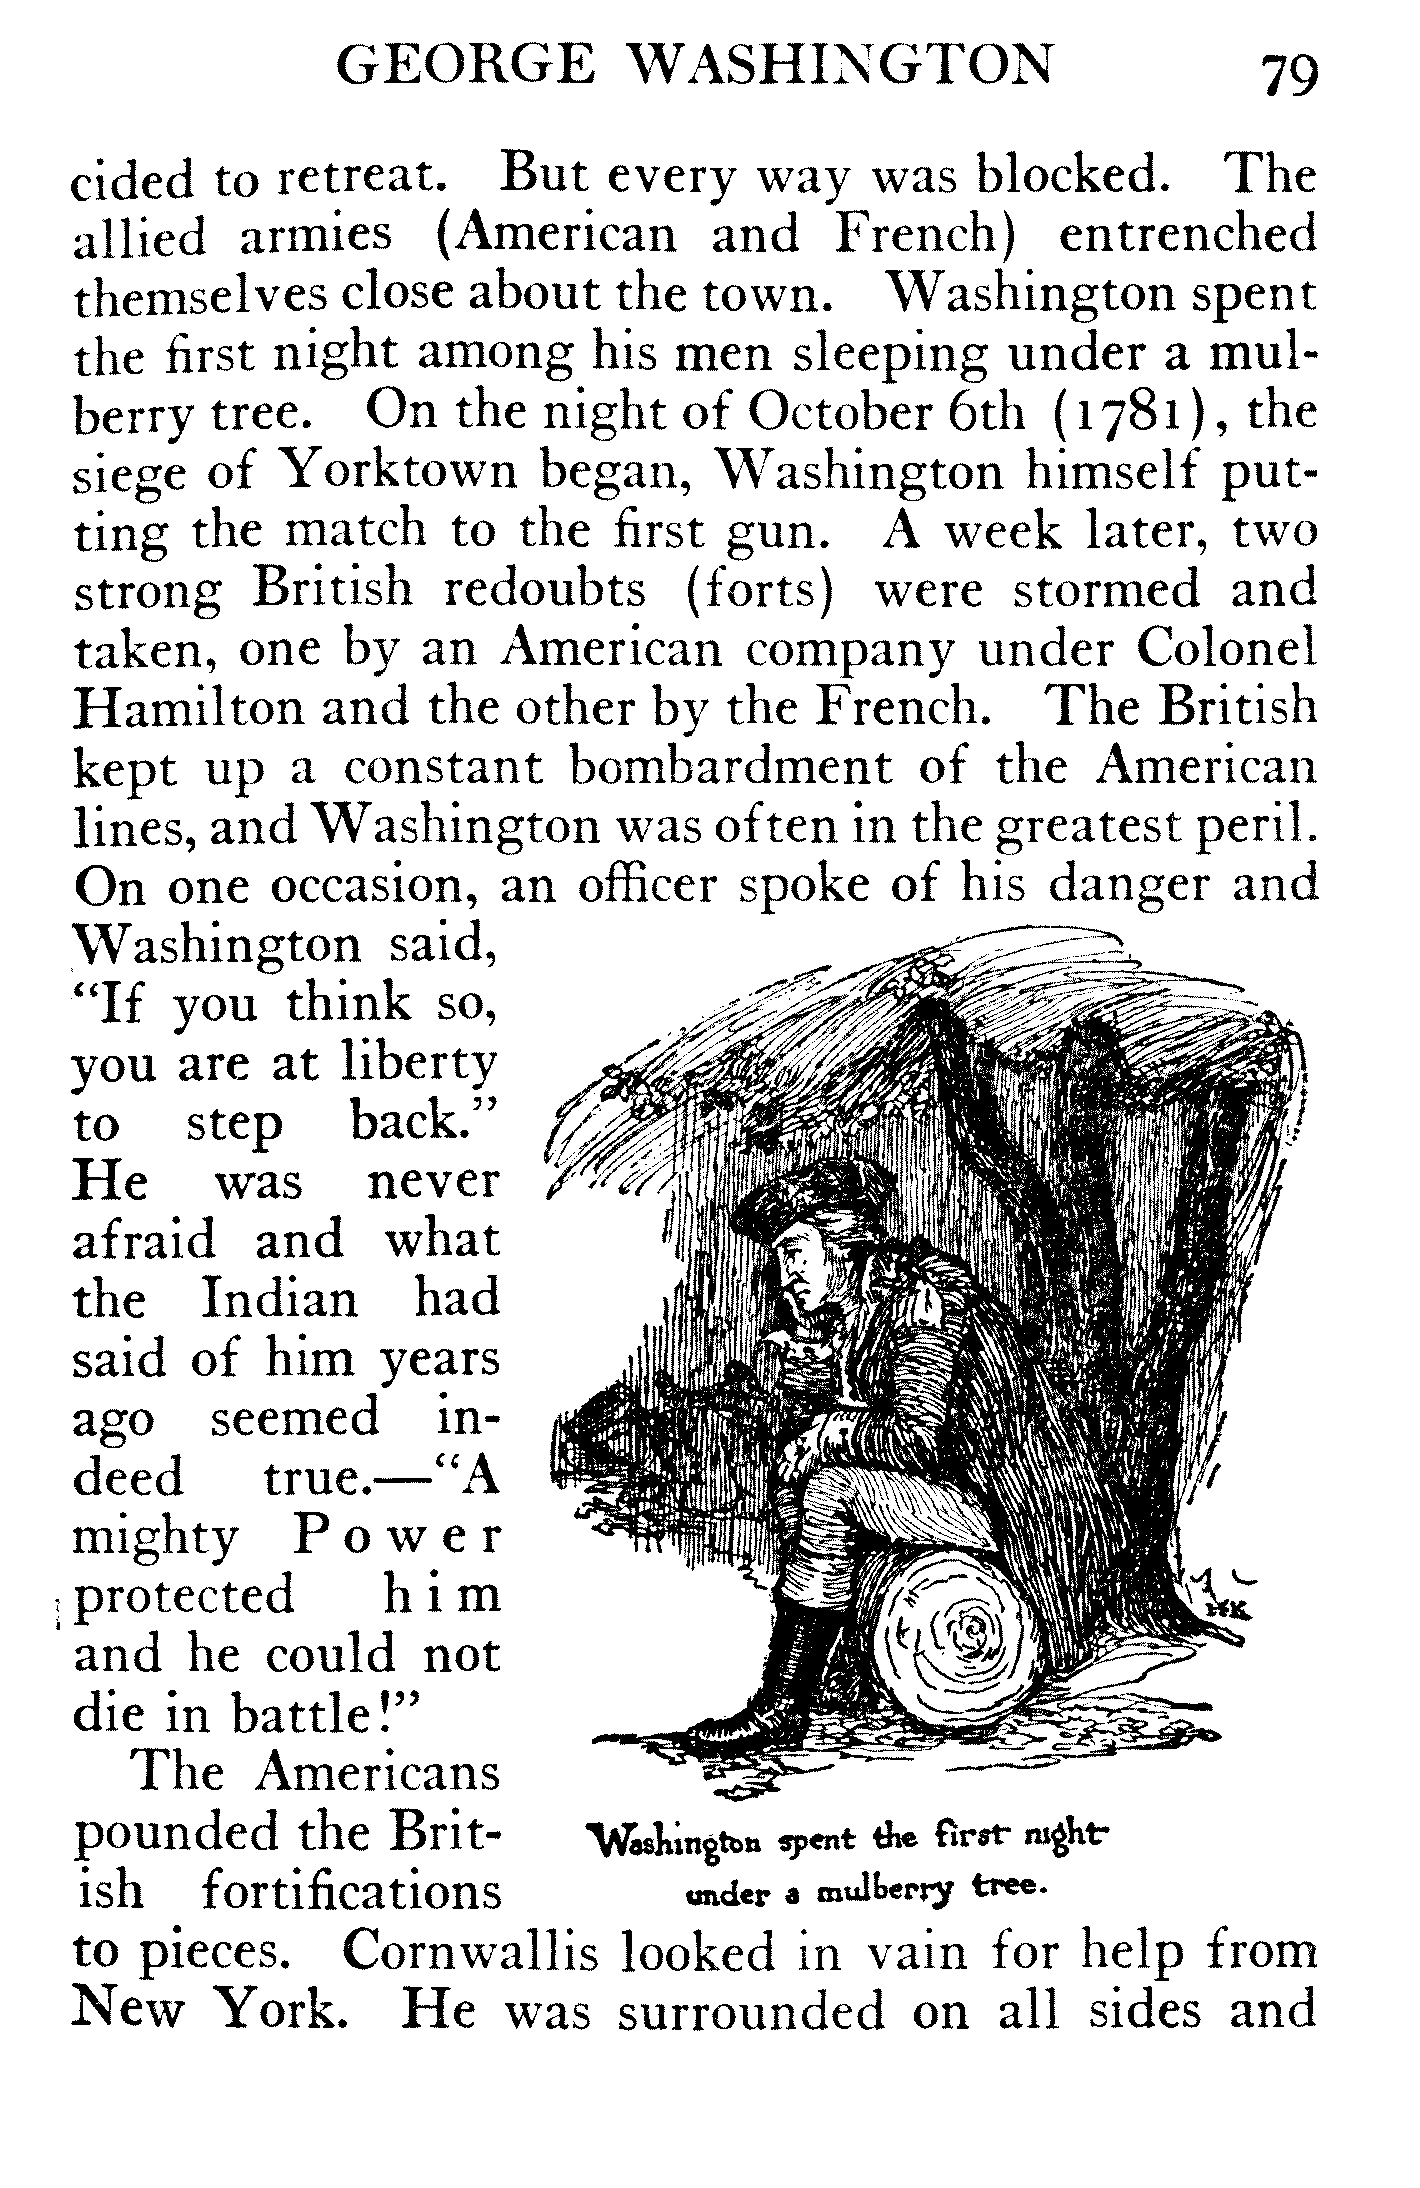 GEORGE WASHINGTON 79
cided to retreat. But every way was blocked. The
allied armies (American and French) entrenched
themselves close about the town. Washington spent
the first night among his men sleeping under a mul-
berry tree. On the night of October 6th (1781), the
siege of Yorktown began, Washington himself put-
ting the match to the first gun. A week later, two
strong British redoubts (forts) were stormed and
taken, one by an American company under Colonel
Hamilton and the other by the French. The British
kept up a constant bombardment of the American
lines, and Washington was often in the greatest peril.
On one occasion, an officer spoke of his danger and
Washington said,
“If you think so,
you are at liberty
to step back.”
He was never
afraid and what
the Indian had
said of him years
ago seemed in-
deed true.—“A
mighty Power
protected him
and he could not
die in battle!”
The Americans
pounded the Brit-
ish fortifications
HK
Washington spent the first night
under a mulberry tree.
to pieces. Cornwallis looked in vain for help from
New York. He was surrounded on all sides and